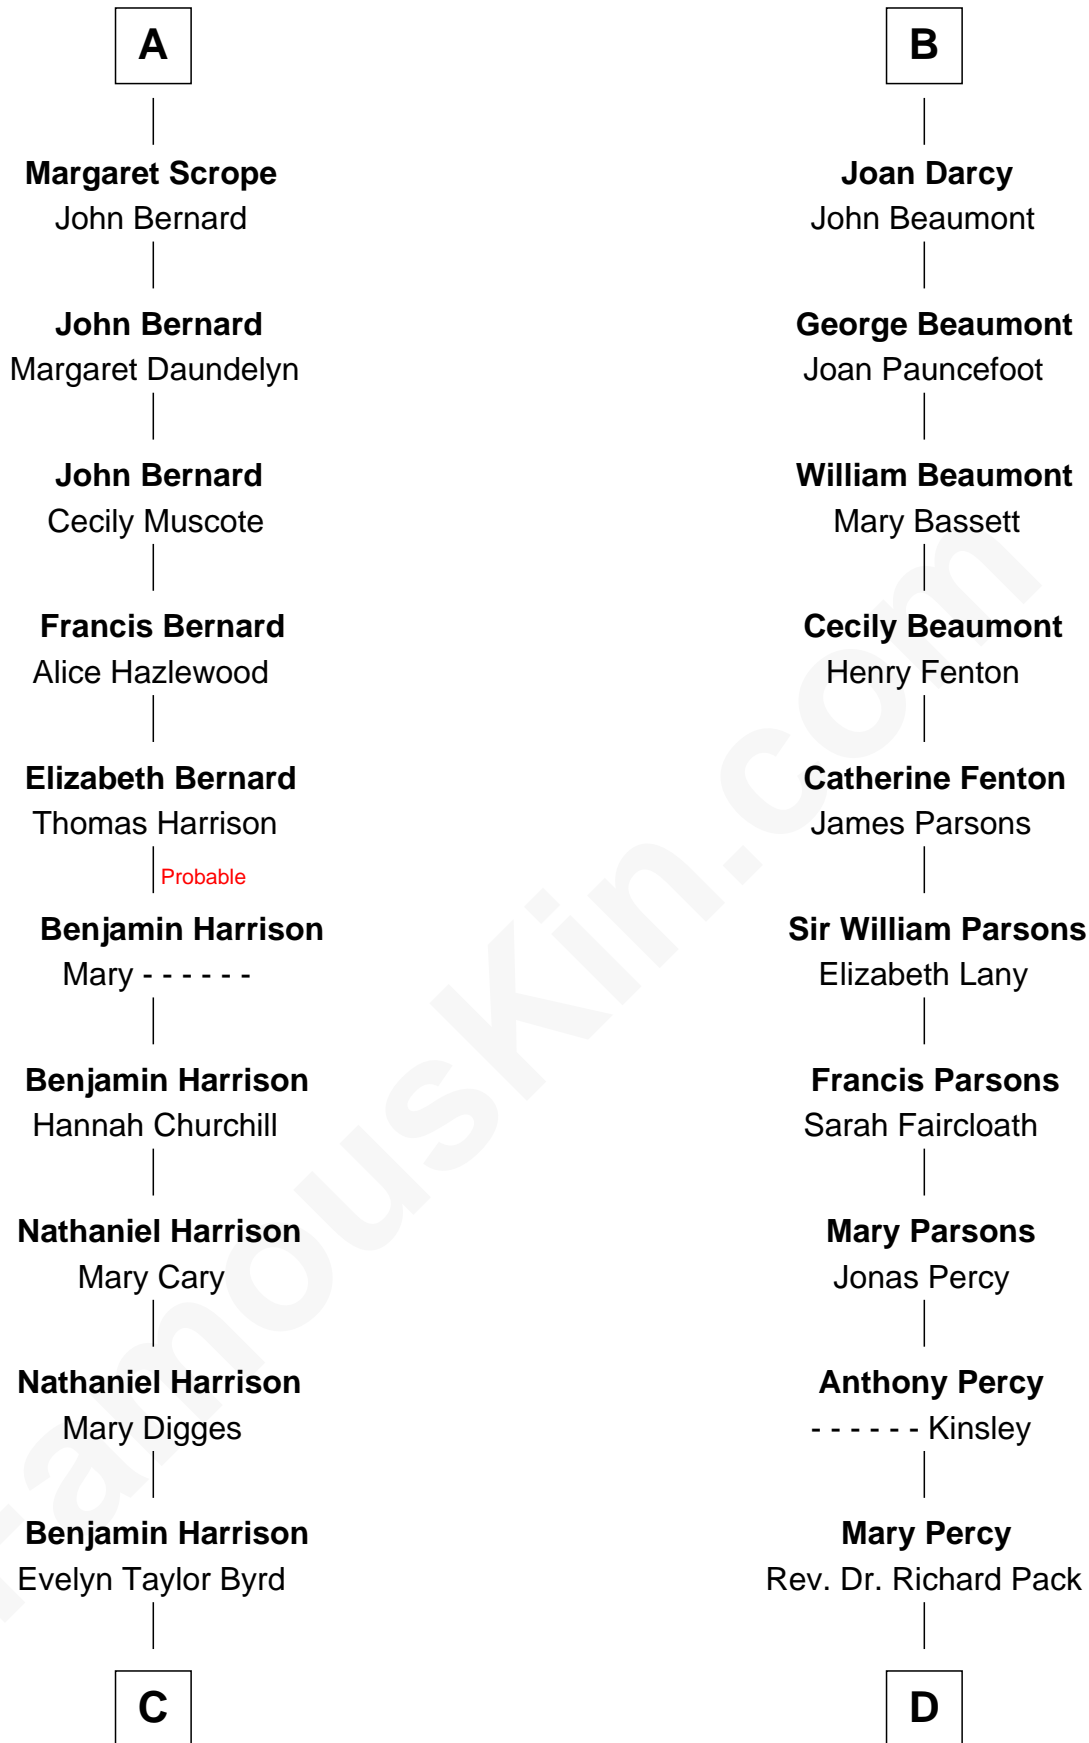 A
Margaret Scrope
John Bernard
John Bernard
Margaret Daundelyn
John Bernard
Cecily Muscote
Francis Bernard
Alice Hazlewood
Elizabeth Bernard
Thomas Harrison
Probable
Benjamin Harrison
Mary - - - - - -
Benjamin Harrison
Hannah Churchill
Nathaniel Harrison
Mary Cary
Nathaniel Harrison
Mary Digges
Benjamin Harrison
Evelyn Taylor Byrd
C
B
Joan Darcy
John Beaumont
George Beaumont
Joan Pauncefoot
William Beaumont
Mary Bassett
Cecily Beaumont
Henry Fenton
Catherine Fenton
James Parsons
Sir William Parsons
Elizabeth Lany
Francis Parsons
Sarah Faircloath
Mary Parsons
Jonas Percy
Anthony Percy
- - - - - - Kinsley
Mary Percy
Rev. Dr. Richard Pack
D
FamousKin.com